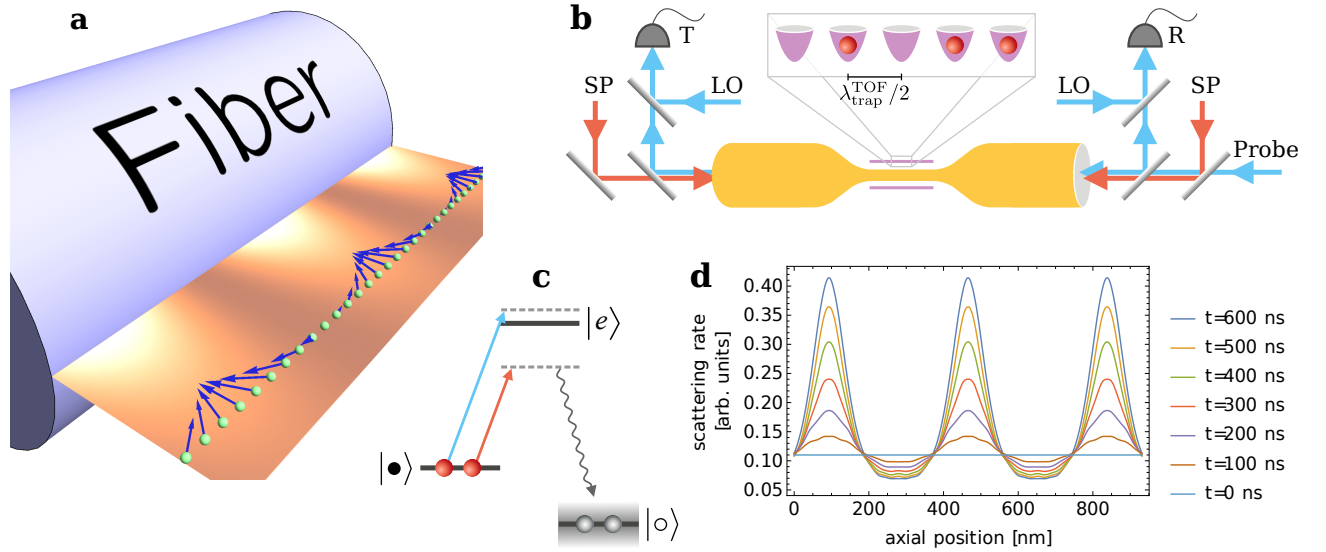 a
Fiber
b
T
R
SP
LO
λ_trap^TOF/2
LO
SP
Probe
c
|e⟩
|●⟩
|○⟩
d
scattering rate
[arb. units]
0.40
0.35
0.30
0.25
0.20
0.15
0.10
0.05
0
200
400
600
800
axial position [nm]
t=600 ns
t=500 ns
t=400 ns
t=300 ns
t=200 ns
t=100 ns
t=0 ns